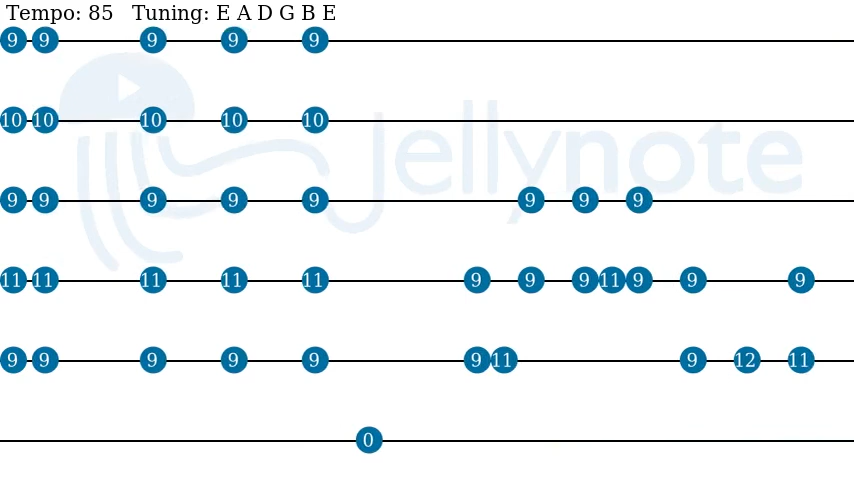 Tempo: 85 Tuning: E A D G B E
9 9 9 9 9
10 10 10 10 10
jellynote
9 9 9 9 9 9 9 9
11 11 11 11 11 9 9 9 11 9 9 9
9 9 9 9 9 9 11 9 12 11
0